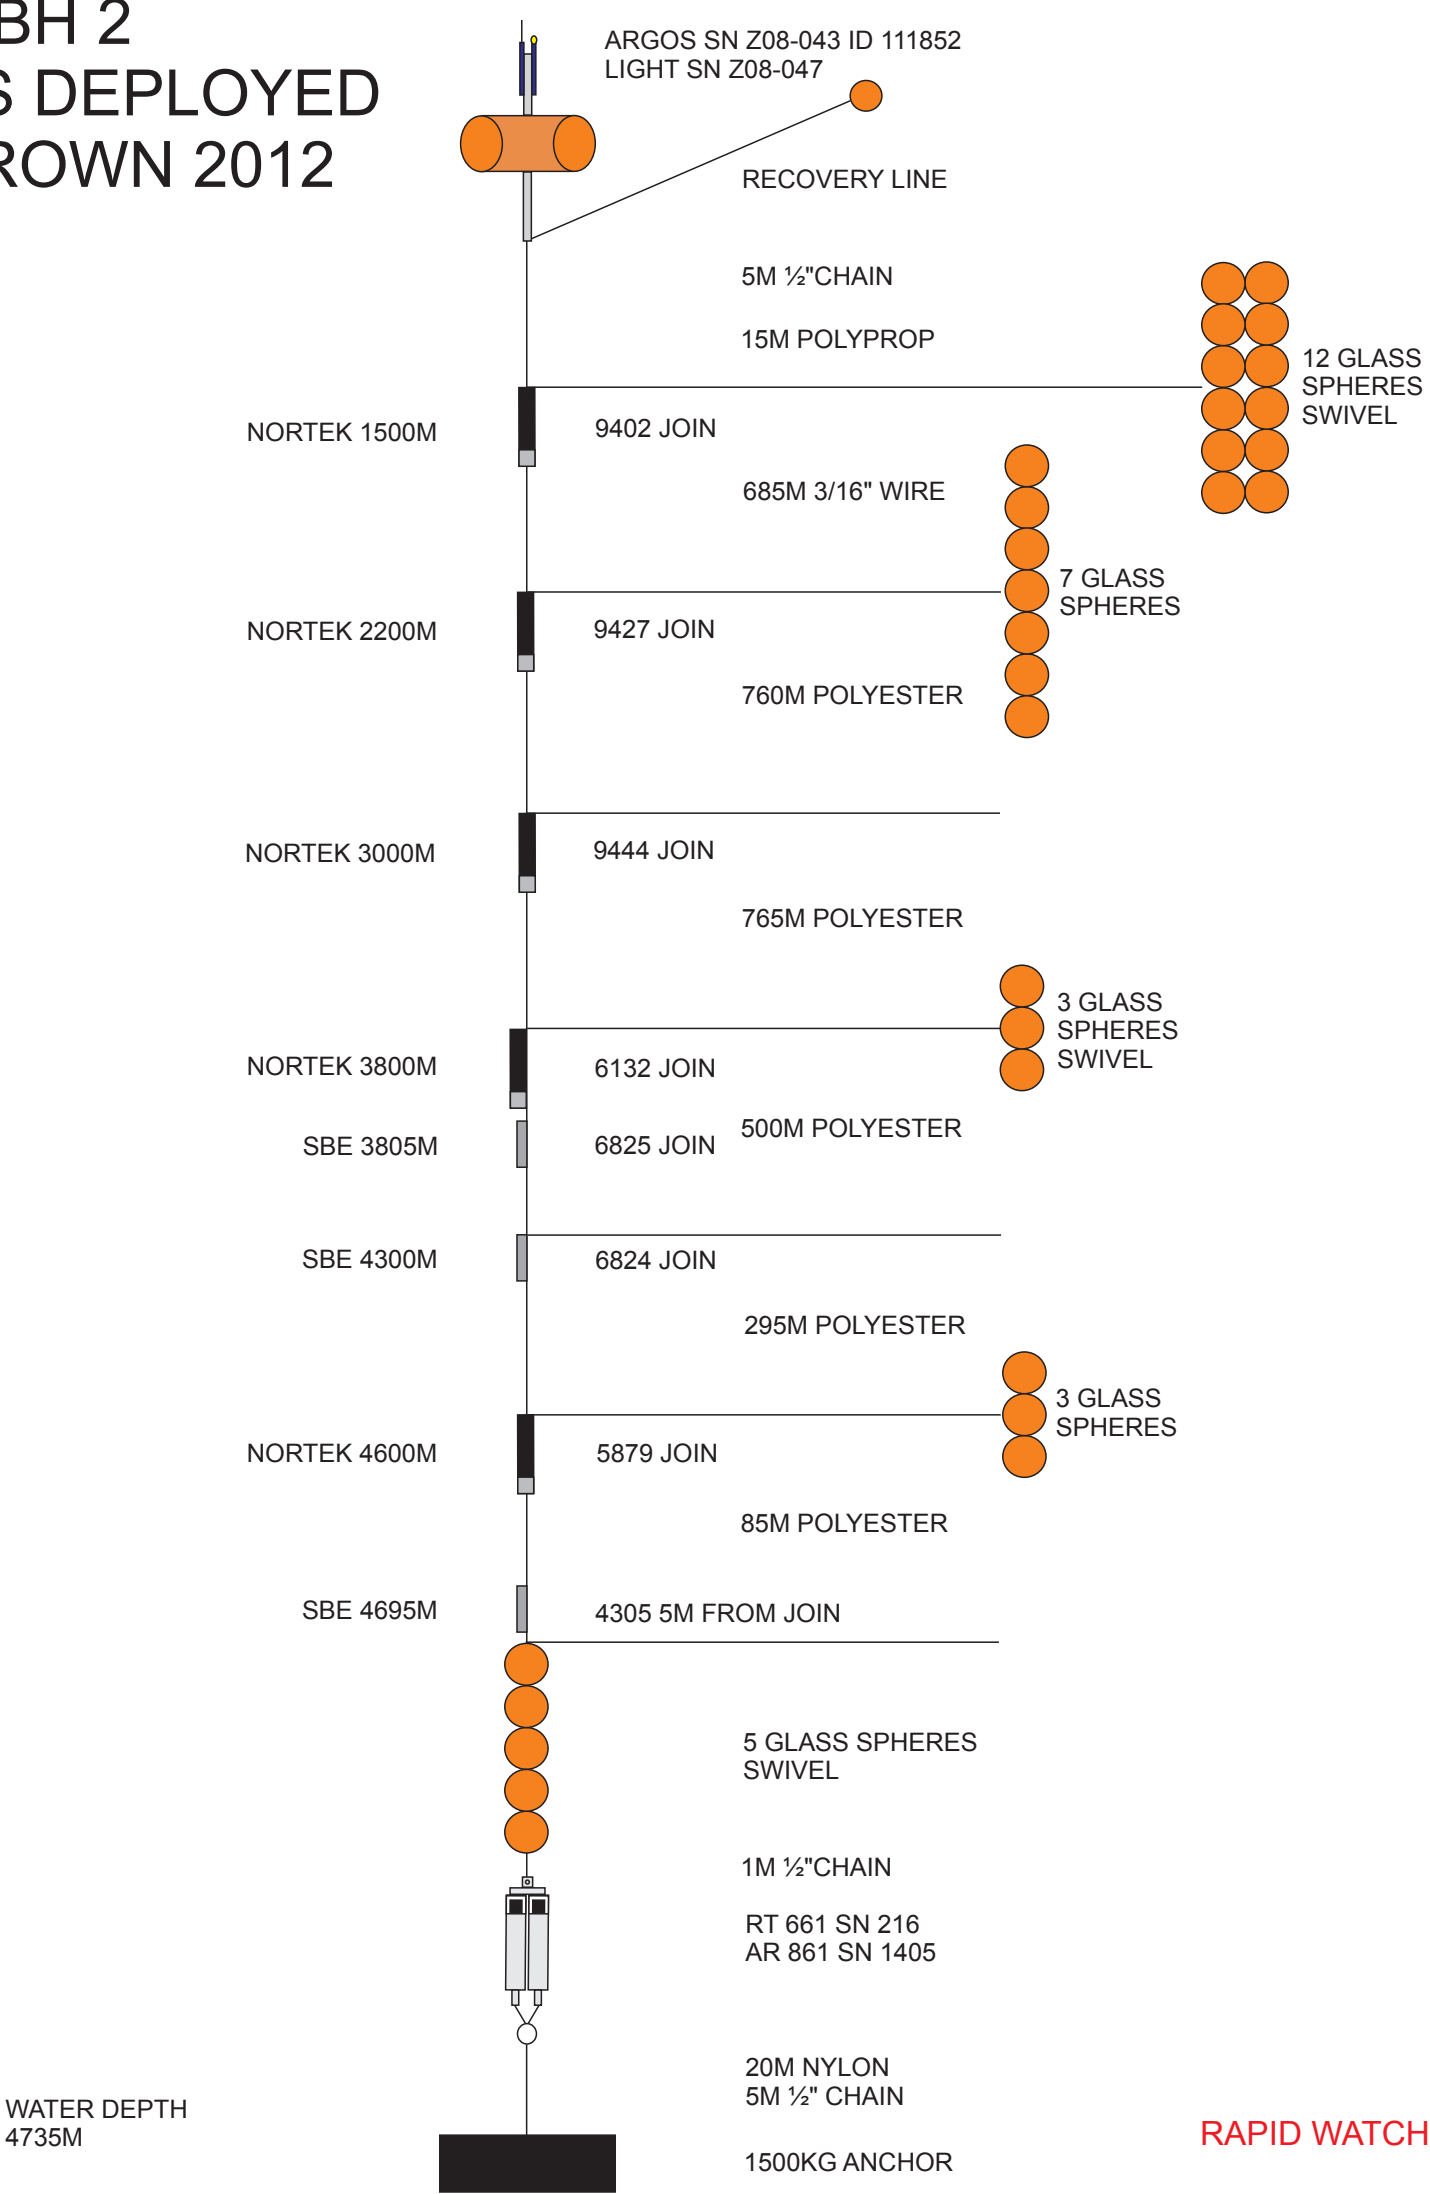 BH 2
S DEPLOYED
ROWN 2012
ARGOS SN Z08-043 ID 111852
LIGHT SN Z08-047
RECOVERY LINE
5M ½"CHAIN
15M POLYPROP
12 GLASS
SPHERES
SWIVEL
NORTEK 1500M
9402 JOIN
685M 3/16" WIRE
7 GLASS
SPHERES
NORTEK 2200M
9427 JOIN
760M POLYESTER
NORTEK 3000M
9444 JOIN
765M POLYESTER
3 GLASS
SPHERES
SWIVEL
NORTEK 3800M
6132 JOIN
500M POLYESTER
SBE 3805M
6825 JOIN
SBE 4300M
6824 JOIN
295M POLYESTER
3 GLASS
SPHERES
NORTEK 4600M
5879 JOIN
85M POLYESTER
SBE 4695M
4305 5M FROM JOIN
5 GLASS SPHERES
SWIVEL
1M ½"CHAIN
RT 661 SN 216
AR 861 SN 1405
20M NYLON
5M ½" CHAIN
WATER DEPTH
4735M
1500KG ANCHOR
RAPID WATCH